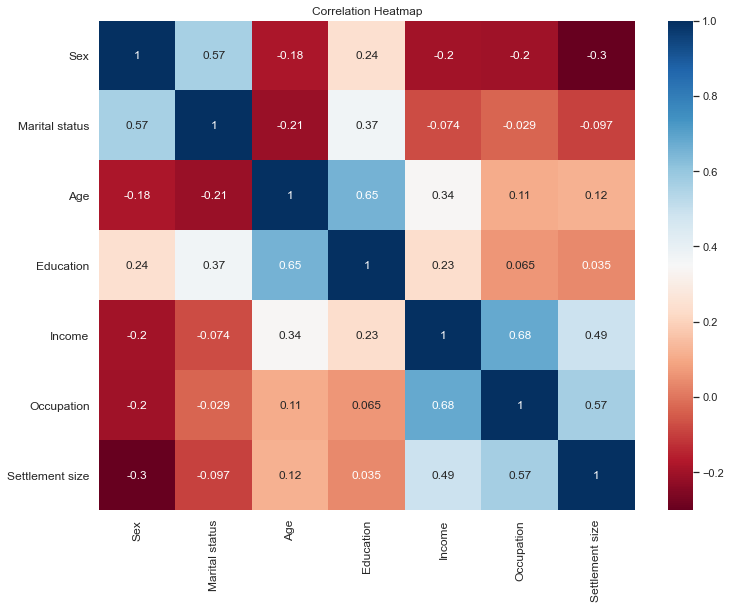 Correlation Heatmap
Sex 1 0.57 -0.18 0.24 -0.2 -0.2 -0.3
Marital status 0.57 1 -0.21 0.37 -0.074 -0.029 -0.097
Age -0.18 -0.21 1 0.65 0.34 0.11 0.12
Education 0.24 0.37 0.65 1 0.23 0.065 0.035
Income -0.2 -0.074 0.34 0.23 1 0.68 0.49
Occupation -0.2 -0.029 0.11 0.065 0.68 1 0.57
Settlement size -0.3 -0.097 0.12 0.035 0.49 0.57 1
Sex
Marital status
Age
Education
Income
Occupation
Settlement size
1.0
0.8
0.6
0.4
0.2
0.0
−0.2